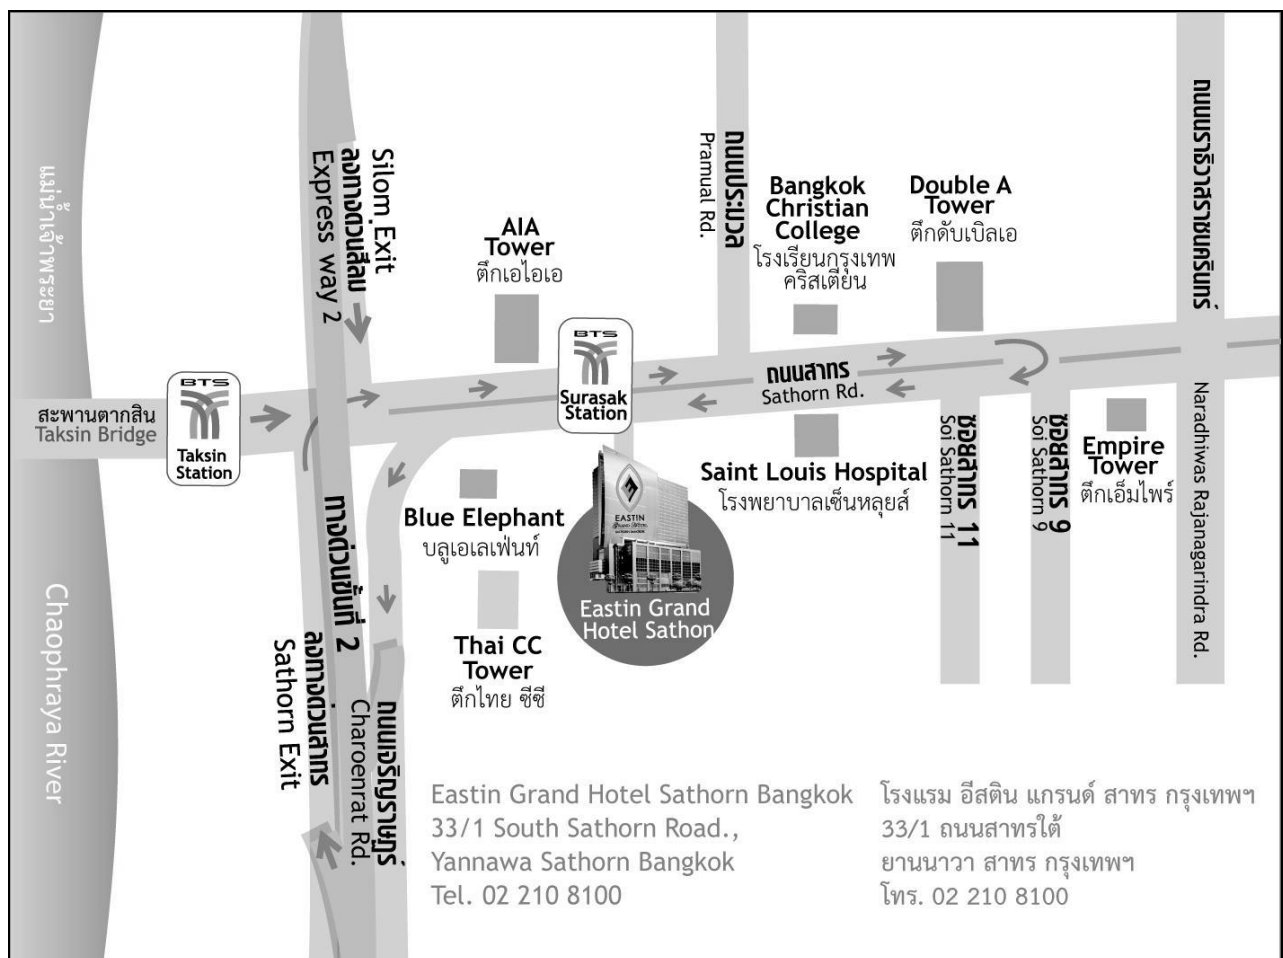 แม่น้ำเจ้าพระยา
Chaophraya River
สะพานตากสิน
Taksin Bridge
BTS
Taksin
Station
Silom Exit
ลงทางด่วนสีลม
Express way 2
ทางด่วนขั้นที่ 2
ลงทางด่วนสาทร
Sathorn Exit
ถนนเจริญราษฎร์
Charoenrat Rd.
AIA
Tower
ตึกเอไอเอ
BTS
Surasak
Station
ถนนประมวล
Pramual Rd.
Bangkok
Christian
College
โรงเรียนกรุงเทพ
คริสเตียน
Double A
Tower
ตึกดับเบิลเอ
ถนนนราธิวาสราชนครินทร์
Naradhiwas Rajanagarindra Rd.
ถนนสาทร
Sathorn Rd.
Blue Elephant
บลูเอเลเฟ่นท์
Thai CC
Tower
ตึกไทย ซีซี
EASTIN
Eastin Grand
Hotel Sathon
Saint Louis Hospital
โรงพยาบาลเซ็นหลุยส์
ซอยสาทร 11
Soi Sathorn 11
ซอยสาทร 9
Soi Sathorn 9
Empire
Tower
ตึกเอ็มไพร์
Eastin Grand Hotel Sathorn Bangkok
33/1 South Sathorn Road.,
Yannawa Sathorn Bangkok
Tel. 02 210 8100
โรงแรม อีสติน แกรนด์ สาทร กรุงเทพฯ
33/1 ถนนสาทรใต้
ยานนาวา สาทร กรุงเทพฯ
โทร. 02 210 8100